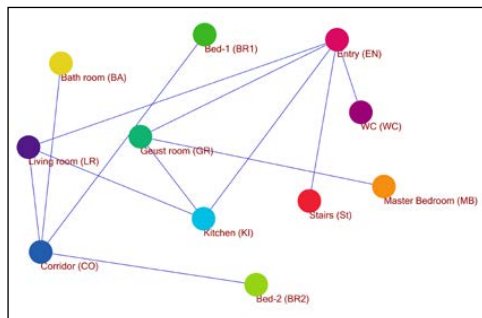 Bed-1 (BR1)
Entry (EN)
Bath room (BA)
WC (WC)
Geust room (GR)
Living room (LR)
Master Bedroom (MB)
Stairs (St)
Kitchen (KI)
Corridor (CO)
Bed-2 (BR2)